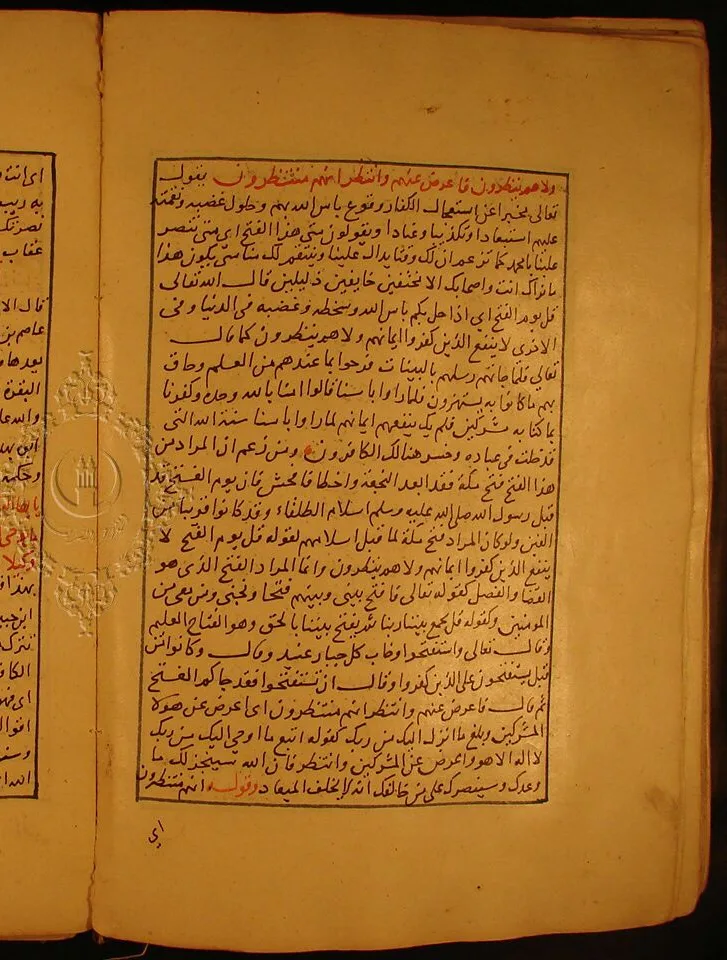 ولا هم ينظرون فاعرض عنهم وانتظر انهم منتظرون يقول
تعالى مخبرا عن استعجال الكفار وقوع باس الله بهم وحلول غضبه ونقمته
عليهم استبعادا وتكذيبا وعنادا ويقولون متى هذا الفتح اي متى تنصر
علينا يا محمد كما تزعم ان لك وقتا يدال لك علينا وتنتقم لك منا متى يكون هذا
ما نراك انت واصحابك الا مختفين خايفين ذليلين قال الله تعالى
قل يوم الفتح اي اذا حل بكم باس الله وسخطه وغضبه في الدنيا وفي
الاخرى لا ينفع الذين كفروا ايمانهم ولا هم ينظرون كما قال
تعالى فلما جاتهم رسلهم بالبينات فرحوا بما عندهم من العلم وحاق
بهم ما كانوا به يستهزون فلما راوا باسنا قالوا امنا بالله وحده وكفرنا
بما كنا به مشركين فلم يك ينفعهم ايمانهم لما راوا باسنا سنة الله التي
قد خلت في عباده وخسر هنالك الكافرون ومن زعم ان المراد من
هذا الفتح فتح مكة فقد ابعد النجعة واخطا فافحش فان يوم الفتح قد
قبل رسول الله صلى الله عليه وسلم اسلام الطلقاء وقد كانوا قريبا من
الفين ولو كان المراد فتح مكة لما قبل اسلامهم لقوله قل يوم الفتح لا
ينفع الذين كفروا ايمانهم ولا هم ينظرون وانما المراد الفتح الذي هو
القضا والفصل كقوله تعالى فافتح بيني وبينهم فتحا ونجني ومن معي من
المومنين وكقوله قل يجمع بيننا ربنا ثم يفتح بيننا بالحق وهو الفتاح العليم
وقال تعالى واستفتحوا وخاب كل جبار عنيد وقال وكانوا من
قبل يستفتحون على الذين كفروا وقال ان تستفتحوا فقد جاكم الفتح
ثم قال فاعرض عنهم وانتظر انهم منتظرون اي اعرض عن هولا
المشركين وبلغ ما انزل اليك من ربك كقوله اتبع ما اوحي اليك من ربك
لا اله الا هو واعرض عن المشركين وانتظر فان الله سينجز لك ما
وعدك وسينصرك على من خالفك انه لا يخلف الميعاد وقوله انهم منتظرون
اي